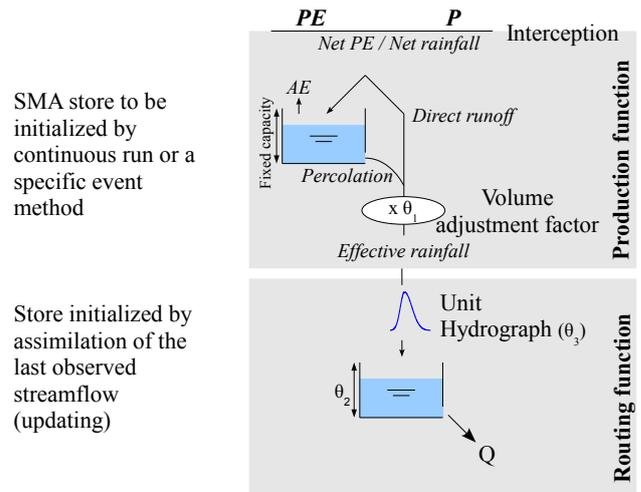 PE P
Net PE / Net rainfall
Interception
SMA store to be
initialized by
continuous run or a
specific event
method
AE
Fixed capacity
Direct runoff
Percolation
x θ1
Volume
adjustment factor
Effective rainfall
Production function
Store initialized by
assimilation of the
last observed
streamflow
(updating)
Unit
Hydrograph (θ3)
θ2
Q
Routing function